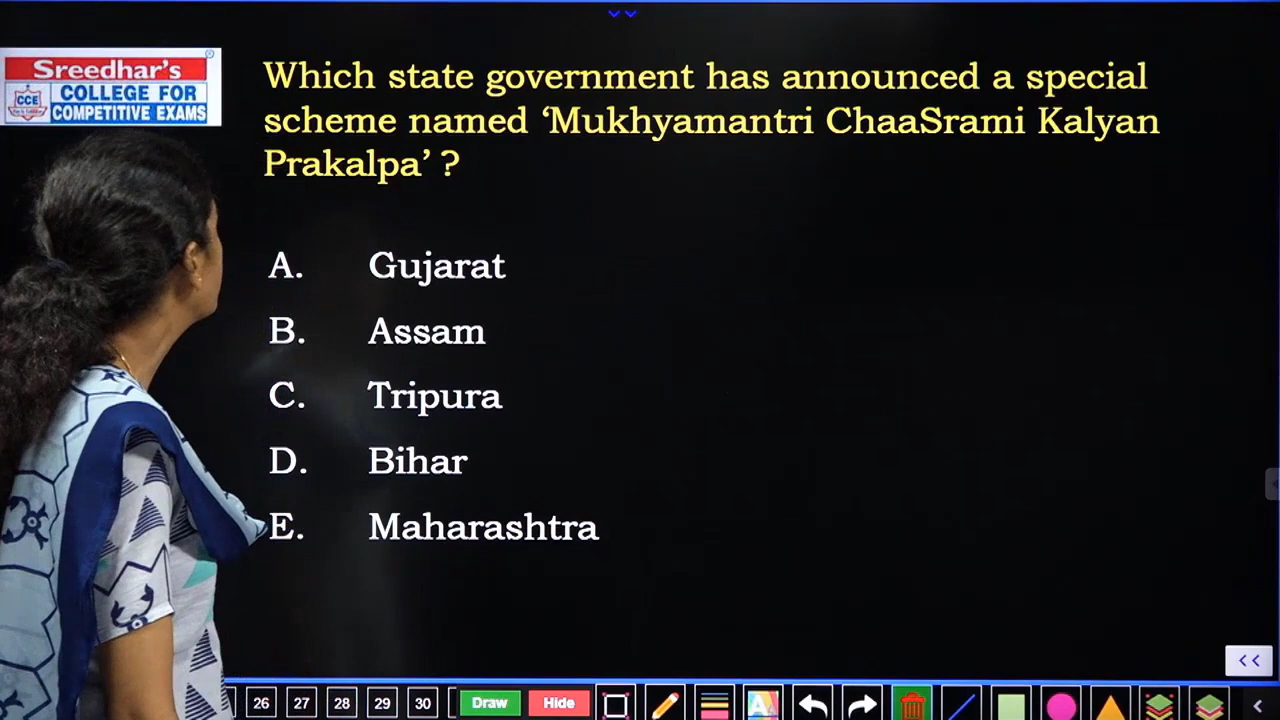 Sreedhar's
CCE
COLLEGE FOR
COMPETITIVE EXAMS
Which state government has announced a special
scheme named ‘Mukhyamantri ChaaSrami Kalyan
Prakalpa’ ?
A. Gujarat
B. Assam
C. Tripura
D. Bihar
E. Maharashtra
26 27 28 29 30 Draw Hide A